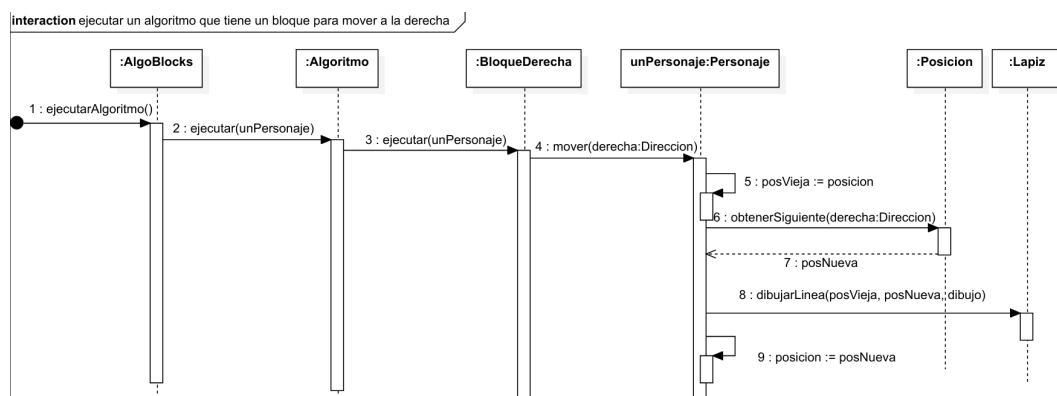 interaction ejecutar un algoritmo que tiene un bloque para mover a la derecha
:AlgoBlocks
:Algoritmo
:BloqueDerecha
unPersonaje:Personaje
:Posicion
:Lapiz
1 : ejecutarAlgoritmo()
2 : ejecutar(unPersonaje)
3 : ejecutar(unPersonaje)
4 : mover(derecha:Direccion)
5 : posVieja := posicion
6 : obtenerSiguiente(derecha:Direccion)
7 : posNueva
8 : dibujarLinea(posVieja, posNueva, dibujo)
9 : posicion := posNueva